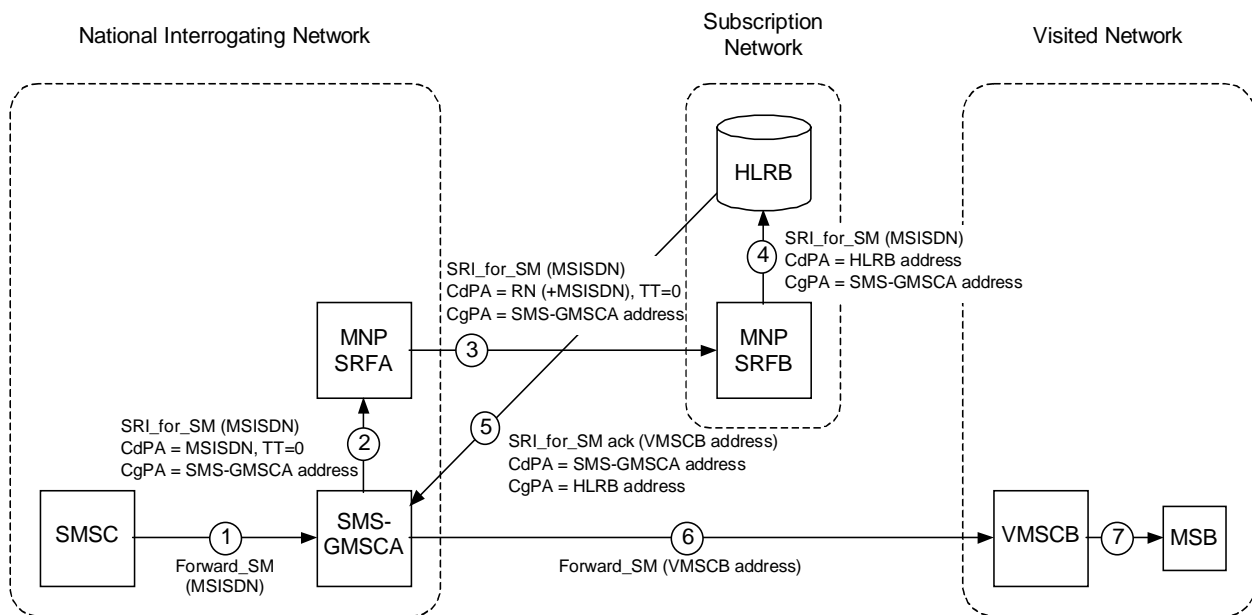 National Interrogating Network
Subscription
Network
Visited Network
HLRB
SRI_for_SM (MSISDN)
CdPA = HLRB address
CgPA = SMS-GMSCA address
4
SRI_for_SM (MSISDN)
CdPA = RN (+MSISDN), TT=0
CgPA = SMS-GMSCA address
MNP
SRFA
3
MNP
SRFB
SRI_for_SM (MSISDN)
CdPA = MSISDN, TT=0
CgPA = SMS-GMSCA address
2
5
SRI_for_SM ack (VMSCB address)
CdPA = SMS-GMSCA address
CgPA = HLRB address
SMSC
1
Forward_SM
(MSISDN)
SMS-
GMSCA
6
Forward_SM (VMSCB address)
VMSCB
7
MSB